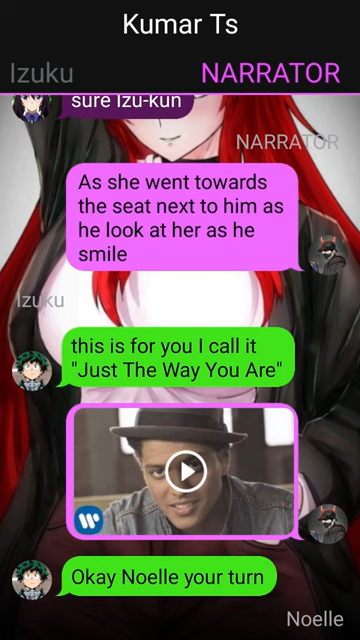 Kumar Ts
Izuku
NARRATOR
sure Izu-kun
NARRATOR
As she went towards
the seat next to him as
he look at her as he
smile
Izuku
this is for you I call it
"Just The Way You Are"
Okay Noelle your turn
Noelle